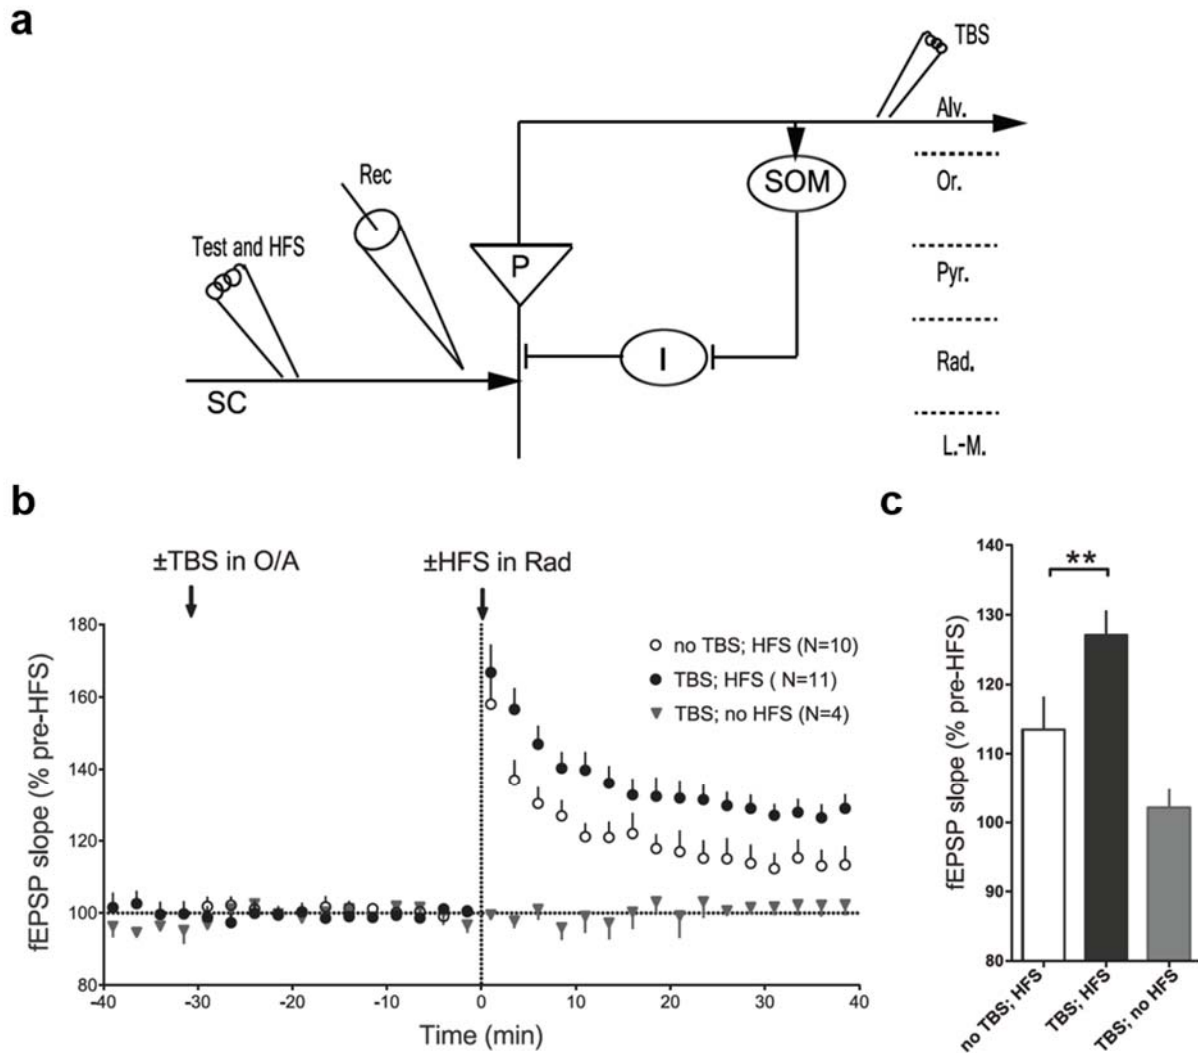 a
TBS
Alv.
Rec
SOM
Or.
Test and HFS
P
Pyr.
I
Rad.
SC
L.-M.
b
c
±TBS in O/A
±HFS in Rad
fEPSP slope (% pre-HFS)
180
160
140
120
100
80
no TBS; HFS (N=10)
TBS; HFS ( N=11)
TBS; no HFS (N=4)
-40
-30
-20
-10
0
10
20
30
40
Time (min)
fEPSP slope (% pre-HFS)
140
130
120
110
100
90
80
**
no TBS; HFS
TBS; HFS
TBS; no HFS